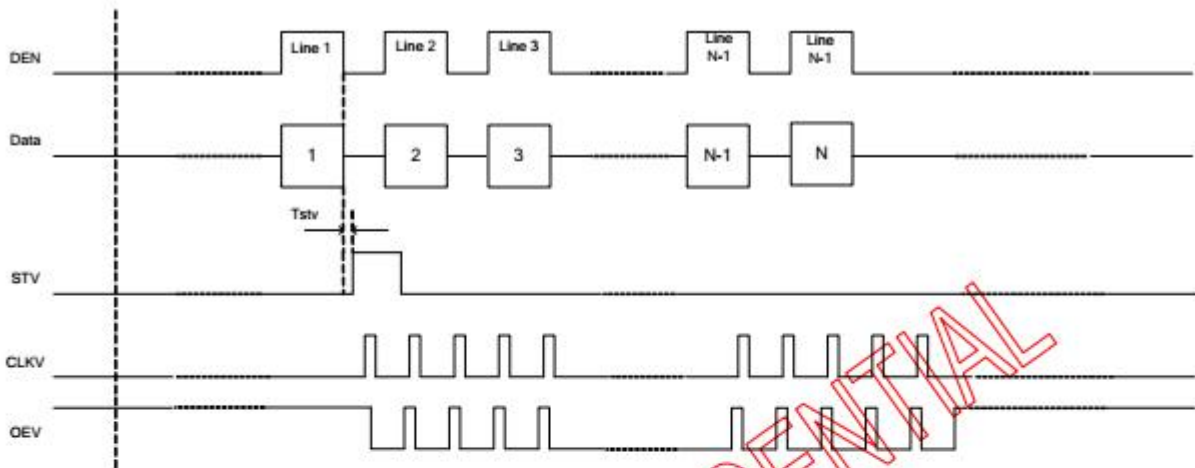 DEN
Line 1
Line 2
Line 3
Line
N-1
Line
N-1
Data
1
2
3
N-1
N
Tstv
STV
CLKV
OEV